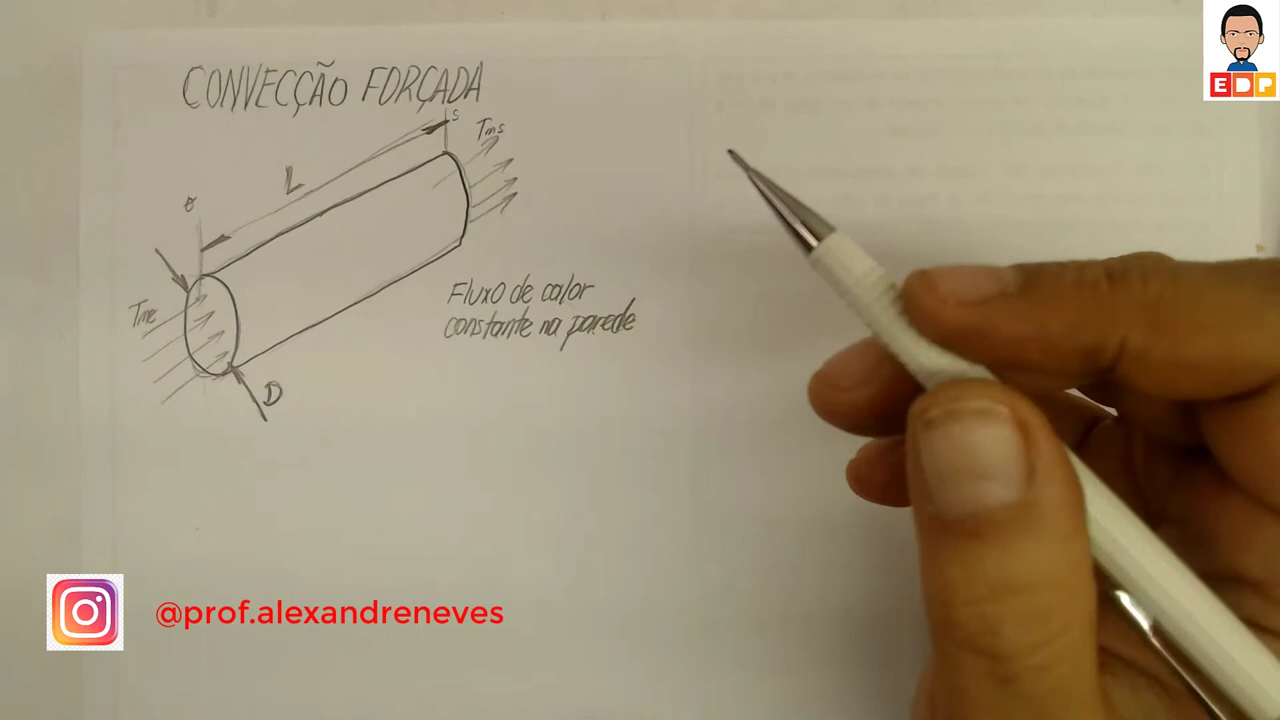 CONVECÇÃO FORÇADA
s
Tms
L
e
Tme
Fluxo de calor
constante na parede
D
@prof.alexandreneves
EDP